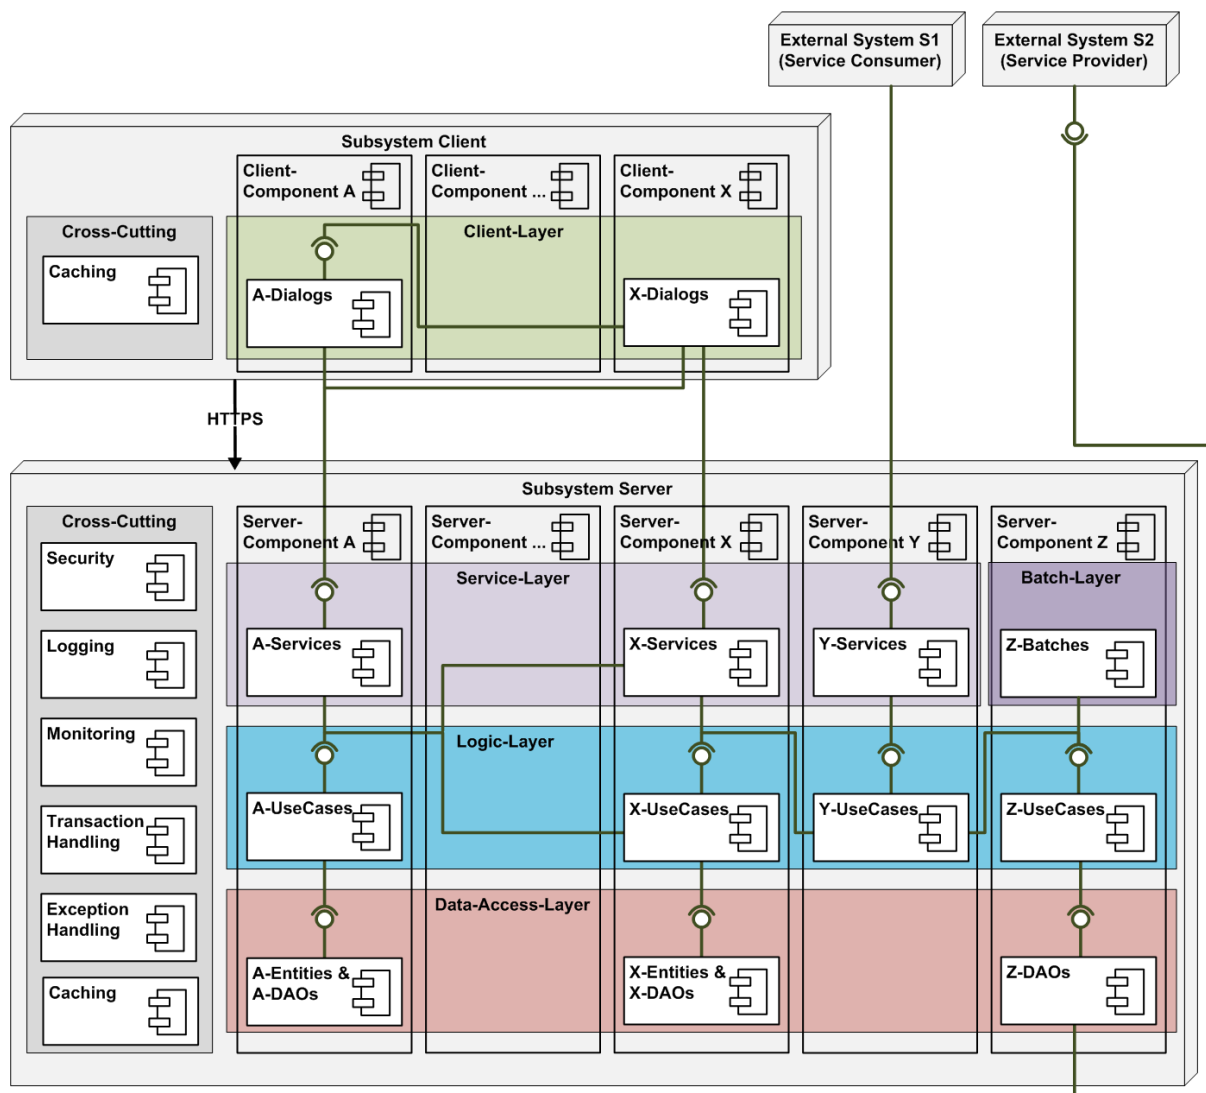 External System S1
(Service Consumer)
External System S2
(Service Provider)
Subsystem Client
Client-
Component A
Client-
Component ...
Client-
Component X
Cross-Cutting
Client-Layer
Caching
A-Dialogs
X-Dialogs
HTTPS
Subsystem Server
Cross-Cutting
Server-
Component A
Server-
Component ...
Server-
Component X
Server-
Component Y
Server-
Component Z
Security
Service-Layer
Batch-Layer
Logging
A-Services
X-Services
Y-Services
Z-Batches
Monitoring
Logic-Layer
Transaction
Handling
A-UseCases
X-UseCases
Y-UseCases
Z-UseCases
Exception
Handling
Data-Access-Layer
Caching
A-Entities &
A-DAOs
X-Entities &
X-DAOs
Z-DAOs